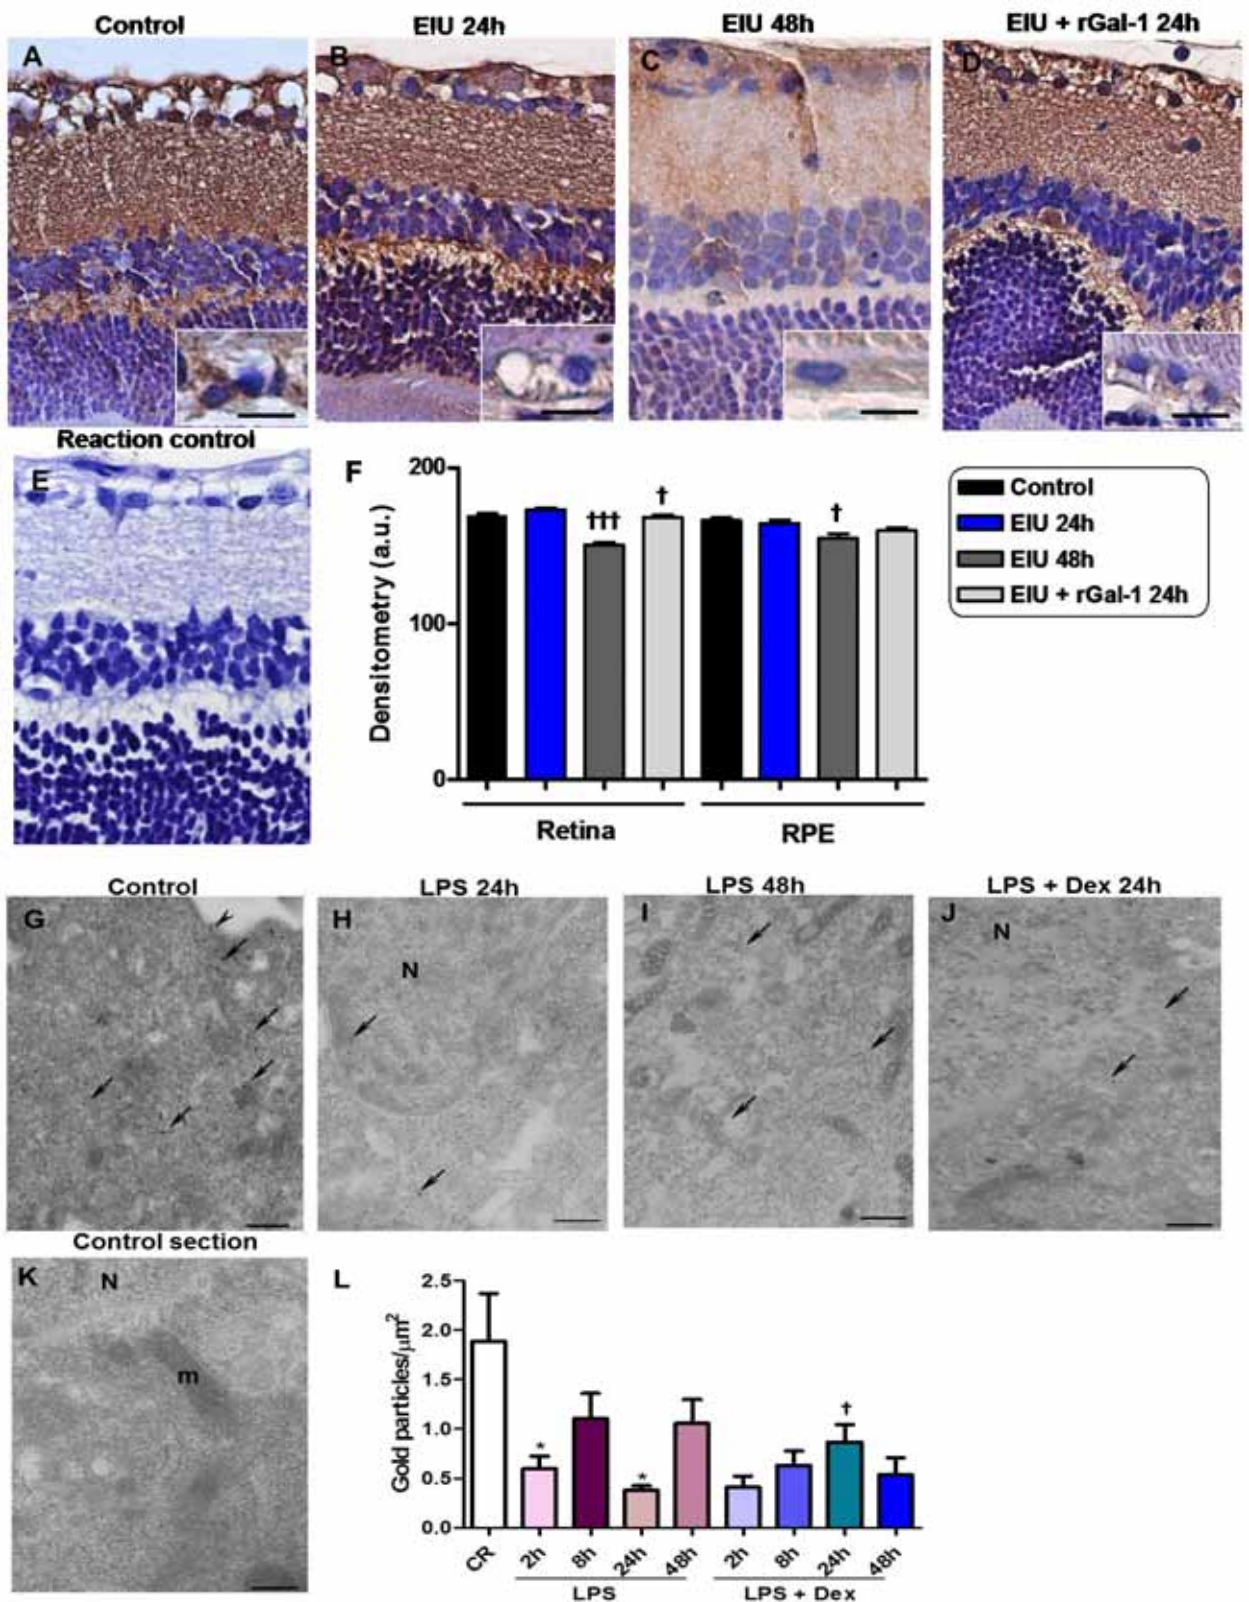 Control
EIU 24h
EIU 48h
EIU + rGal-1 24h
A
B
C
D
Reaction control
E
F
200
100
0
Densitometry (a.u.)
†††
†
†
Retina
RPE
Control
EIU 24h
EIU 48h
EIU + rGal-1 24h
Control
LPS 24h
LPS 48h
LPS + Dex 24h
G
H
N
I
J
N
Control section
K
N
m
L
2.5
2.0
1.5
1.0
0.5
0.0
Gold particles/µm²
*
*
†
CR
2h
8h
24h
48h
2h
8h
24h
48h
LPS
LPS + Dex